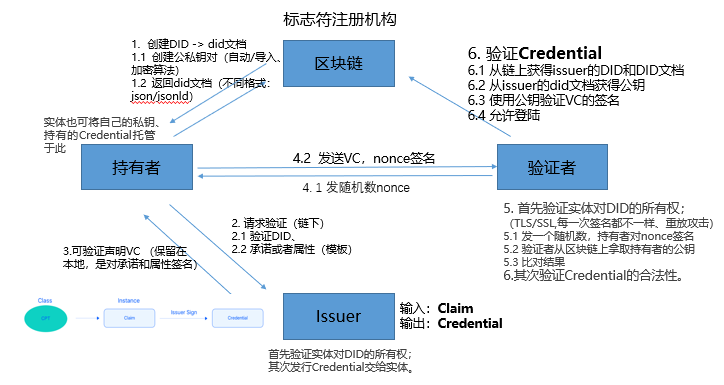 标志符注册机构
区块链
1. 创建DID -> did文档
1.1 创建公私钥对（自动/导入、
加密算法）
1.2 返回did文档（不同格式：
json/jsonld）
实体也可将自己的私钥、
持有的Credential托管
于此
持有者
6. 验证Credential
6.1 从链上获得issuer的DID和DID文档
6.2 从issuer的did文档获得公钥
6.3 使用公钥验证VC的签名
6.4 允许登陆
4.2 发送VC，nonce签名
4. 1 发随机数nonce
验证者
5. 首先验证实体对DID的所有权；
（TLS/SSL,每一次签名都不一样、重放攻击）
5.1 发一个随机数，持有者对nonce签名
5.2 验证者从区块链上拿取持有者的公钥
5.3 比对结果
6.其次验证Credential的合法性。
2. 请求验证（链下）
2.1 验证DID、
2.2 承诺或者属性（模板）
3.可验证声明VC （保留在
本地，是对承诺和属性签名）
Class
Instance
CPT
Claim
Issuer Sign
Credential
Issuer
输入：Claim
输出：Credential
首先验证实体对DID的所有权；
其次发行Credential交给实体。